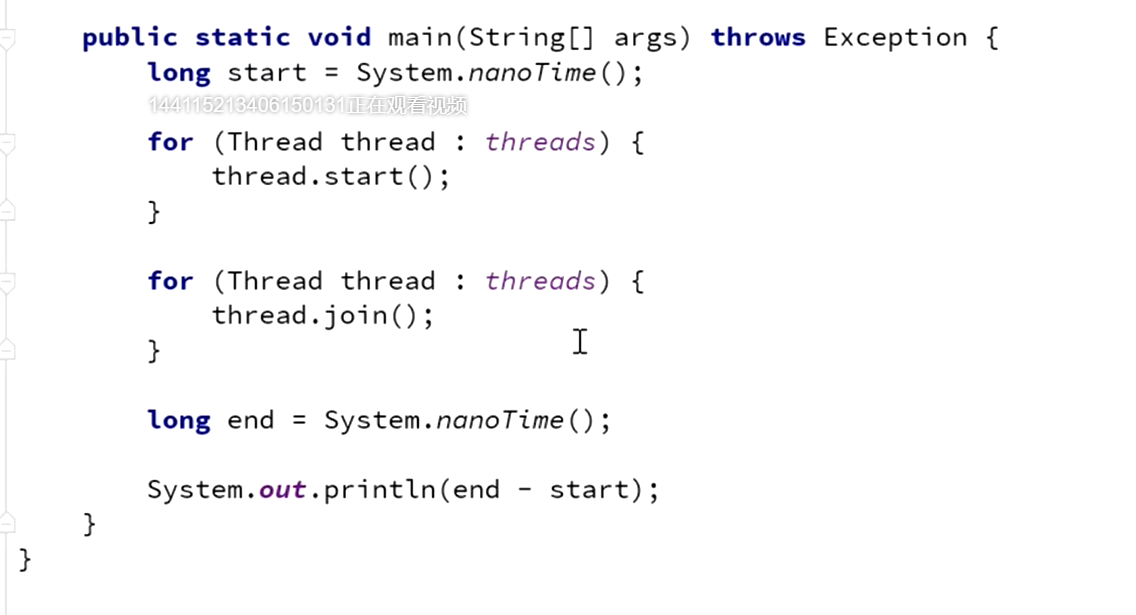 public static void main(String[] args) throws Exception {
long start = System.nanoTime();
144115213406150131正在观看视频
for (Thread thread : threads) {
thread.start();
}
for (Thread thread : threads) {
thread.join();
}
long end = System.nanoTime();
System.out.println(end - start);
}
}